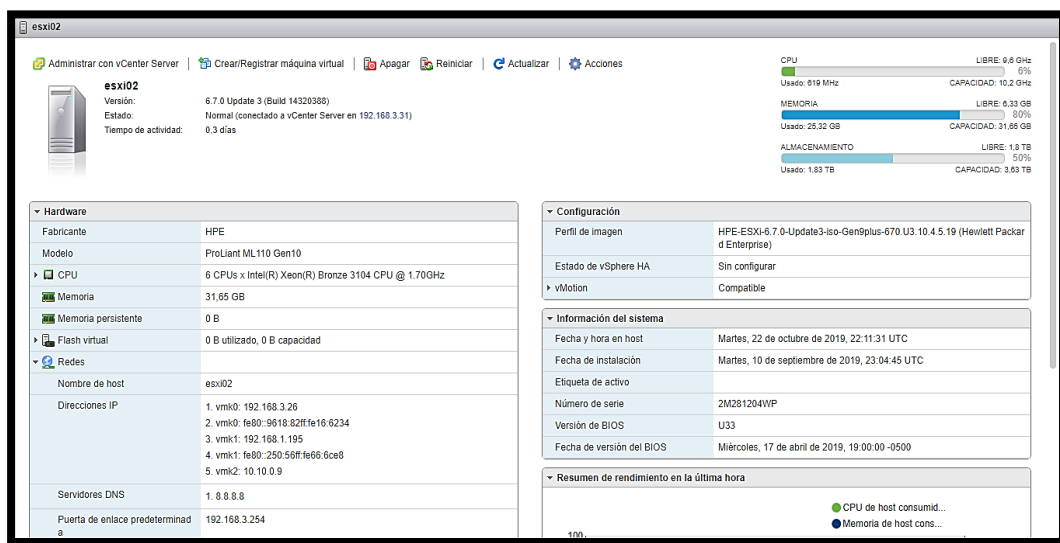 esxi02
Administrar con vCenter Server | Crear/Registrar máquina virtual | Apagar Reiniciar | Actualizar | Acciones
esxi02
Versión: 6.7.0 Update 3 (Build 14320388)
Estado: Normal (conectado a vCenter Server en 192.168.3.31)
Tiempo de actividad: 0,3 días
CPU LIBRE: 9,6 GHz
6%
Usado: 619 MHz CAPACIDAD: 10,2 GHz
MEMORIA LIBRE: 6,33 GB
80%
Usado: 25,32 GB CAPACIDAD: 31,65 GB
ALMACENAMIENTO LIBRE: 1,8 TB
50%
Usado: 1,83 TB CAPACIDAD: 3,63 TB
Hardware
Fabricante HPE
Modelo ProLiant ML110 Gen10
CPU 6 CPUs x Intel(R) Xeon(R) Bronze 3104 CPU @ 1.70GHz
Memoria 31,65 GB
Memoria persistente 0 B
Flash virtual 0 B utilizado, 0 B capacidad
Redes
Nombre de host esxi02
Direcciones IP 1. vmk0: 192.168.3.26
2. vmk0: fe80::9618:82ff:fe16:6234
3. vmk1: 192.168.1.195
4. vmk1: fe80::250:56ff:fe66:6ce8
5. vmk2: 10.10.0.9
Servidores DNS 1. 8.8.8.8
Puerta de enlace predeterminad 192.168.3.254
a
Configuración
Perfil de imagen HPE-ESXi-6.7.0-Update3-iso-Gen9plus-670.U3.10.4.5.19 (Hewlett Packar
d Enterprise)
Estado de vSphere HA Sin configurar
vMotion Compatible
Información del sistema
Fecha y hora en host Martes, 22 de octubre de 2019, 22:11:31 UTC
Fecha de instalación Martes, 10 de septiembre de 2019, 23:04:45 UTC
Etiqueta de activo
Número de serie 2M281204WP
Versión de BIOS U33
Fecha de versión del BIOS Miércoles, 17 de abril de 2019, 19:00:00 -0500
Resumen de rendimiento en la última hora
CPU de host consumid...
Memoria de host cons...
100